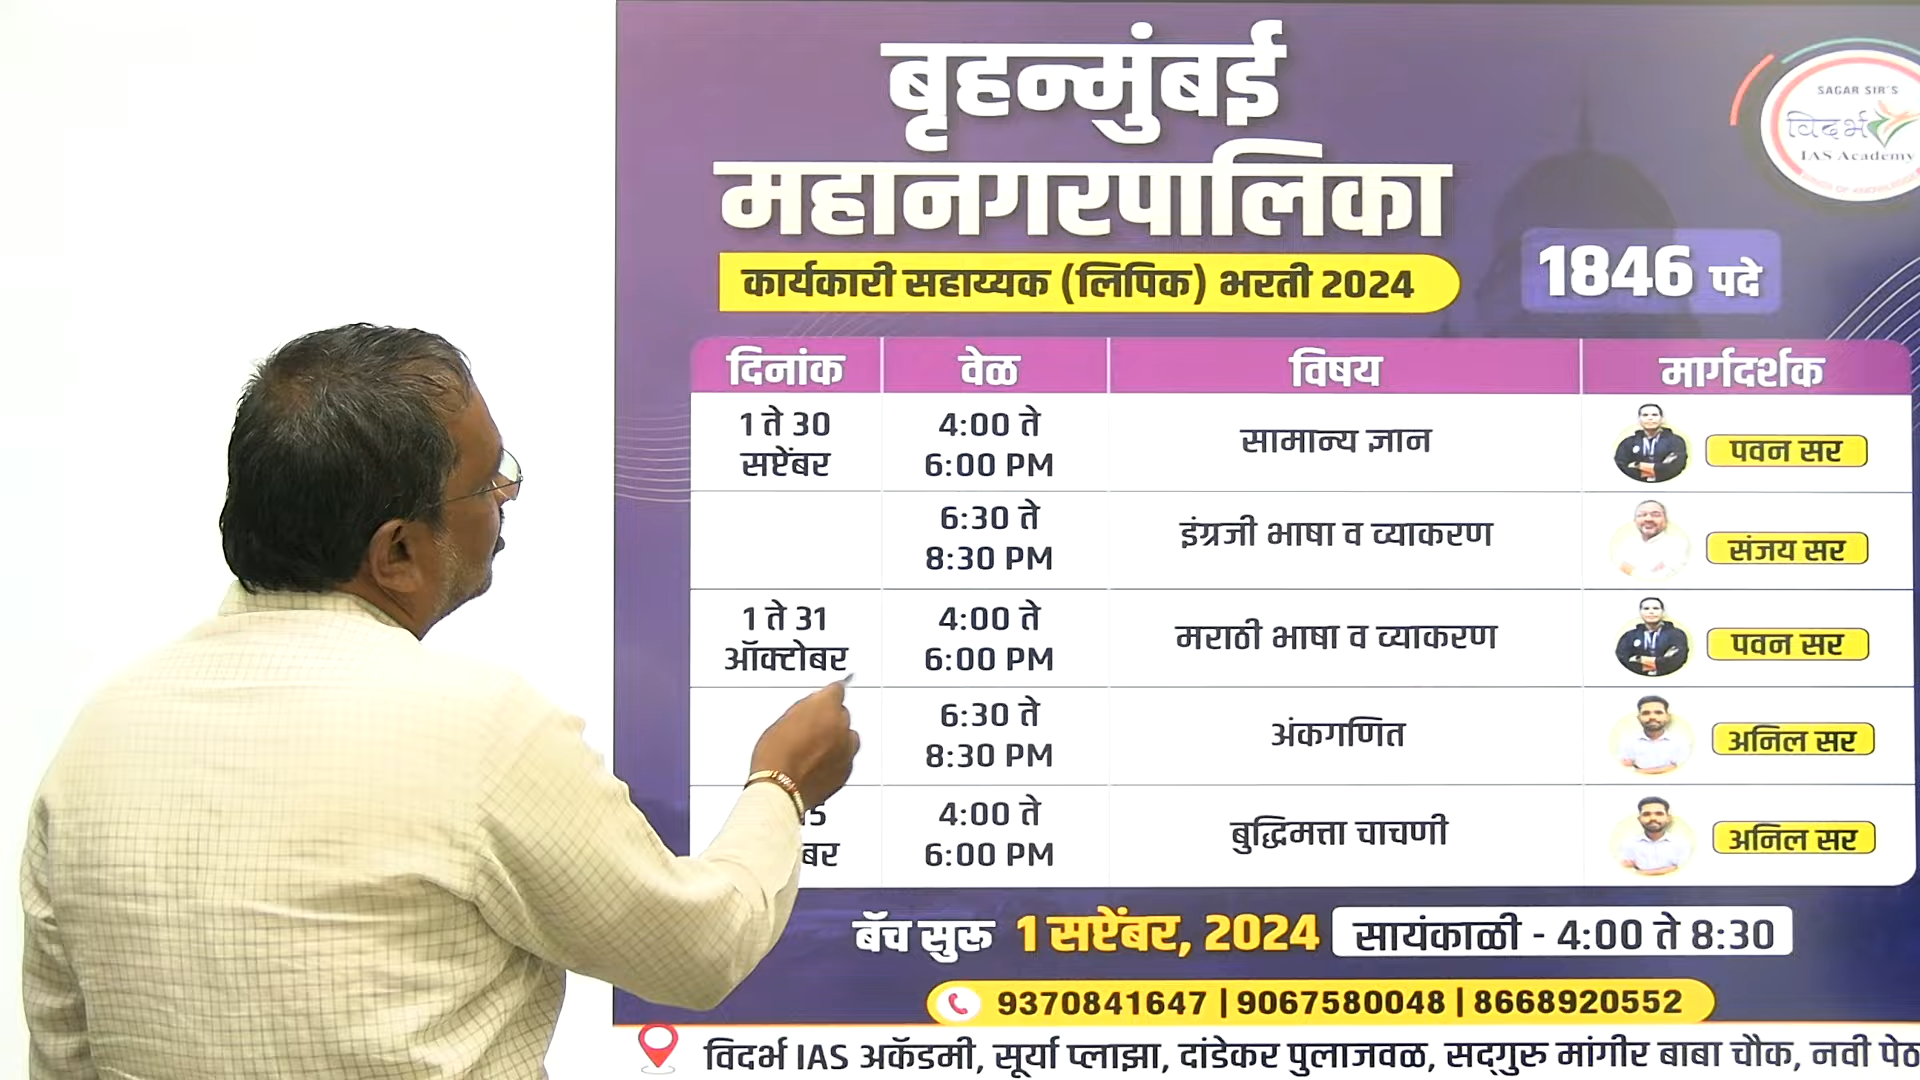 बृहन्मुंबई
महानगरपालिका
कार्यकारी सहाय्यक (लिपिक) भरती 2024
1846 पदे
SAGAR SIR'S
विदर्भ
IAS Academy
दिनांक वेळ विषय मार्गदर्शक
1 ते 30
सप्टेंबर
4:00 ते
6:00 PM
सामान्य ज्ञान
पवन सर
6:30 ते
8:30 PM
इंग्रजी भाषा व व्याकरण
संजय सर
1 ते 31
ऑक्टोबर
4:00 ते
6:00 PM
मराठी भाषा व व्याकरण
पवन सर
6:30 ते
8:30 PM
अंकगणित
अनिल सर
4:00 ते
6:00 PM
बुद्धिमत्ता चाचणी
अनिल सर
बॅच सुरू 1 सप्टेंबर, 2024 सायंकाळी - 4:00 ते 8:30
9370841647 | 9067580048 | 8668920552
विदर्भ IAS अकॅडमी, सूर्या प्लाझा, दांडेकर पुलाजवळ, सद्‌गुरु मांगीर बाबा चौक, नवी पेठ